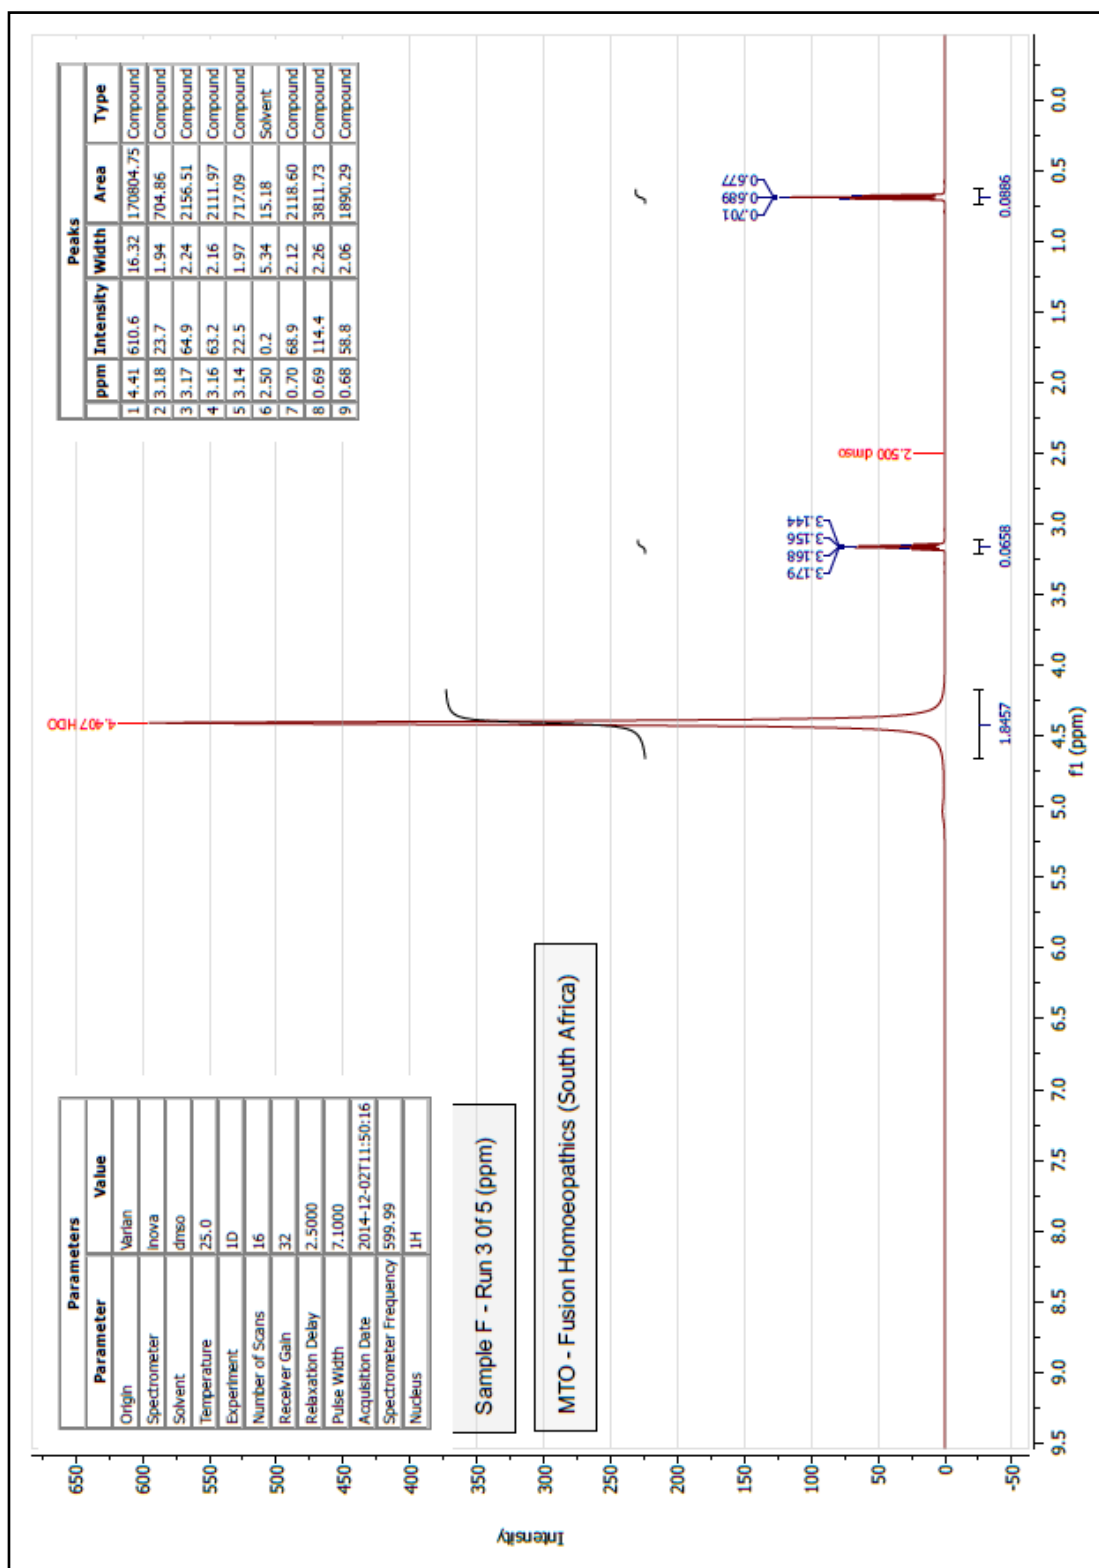 Parameters
Parameter Value
Origin Varian
Spectrometer Inova
Solvent dmso
Temperature 25.0
Experiment 1D
Number of Scans 16
Receiver Gain 32
Relaxation Delay 2.5000
Pulse Width 7.1000
Acquisition Date 2014-12-02T11:50:16
Spectrometer Frequency 599.99
Nucleus 1H
Peaks
ppm Intensity Width Area Type
1 4.41 610.6 16.32 170804.75 Compound
2 3.18 23.7 1.94 704.86 Compound
3 3.17 64.9 2.24 2156.51 Compound
4 3.16 63.2 2.16 2111.97 Compound
5 3.14 22.5 1.97 717.09 Compound
6 2.50 0.2 5.34 15.18 Solvent
7 0.70 68.9 2.12 2118.60 Compound
8 0.69 114.4 2.26 3811.73 Compound
9 0.68 58.8 2.06 1890.29 Compound
Sample F - Run 3 0f 5 (ppm)
MTO - Fusion Homoeopathics (South Africa)
4.407 HDO
3.179
3.168
3.156
3.144
2.500 dmso
0.701
0.689
0.677
1.8457
0.0658
0.0886
650
600
550
500
450
400
350
300
250
200
150
100
50
0
-50
Intensity
9.5 9.0 8.5 8.0 7.5 7.0 6.5 6.0 5.5 5.0 4.5 4.0 3.5 3.0 2.5 2.0 1.5 1.0 0.5 0.0
f1 (ppm)